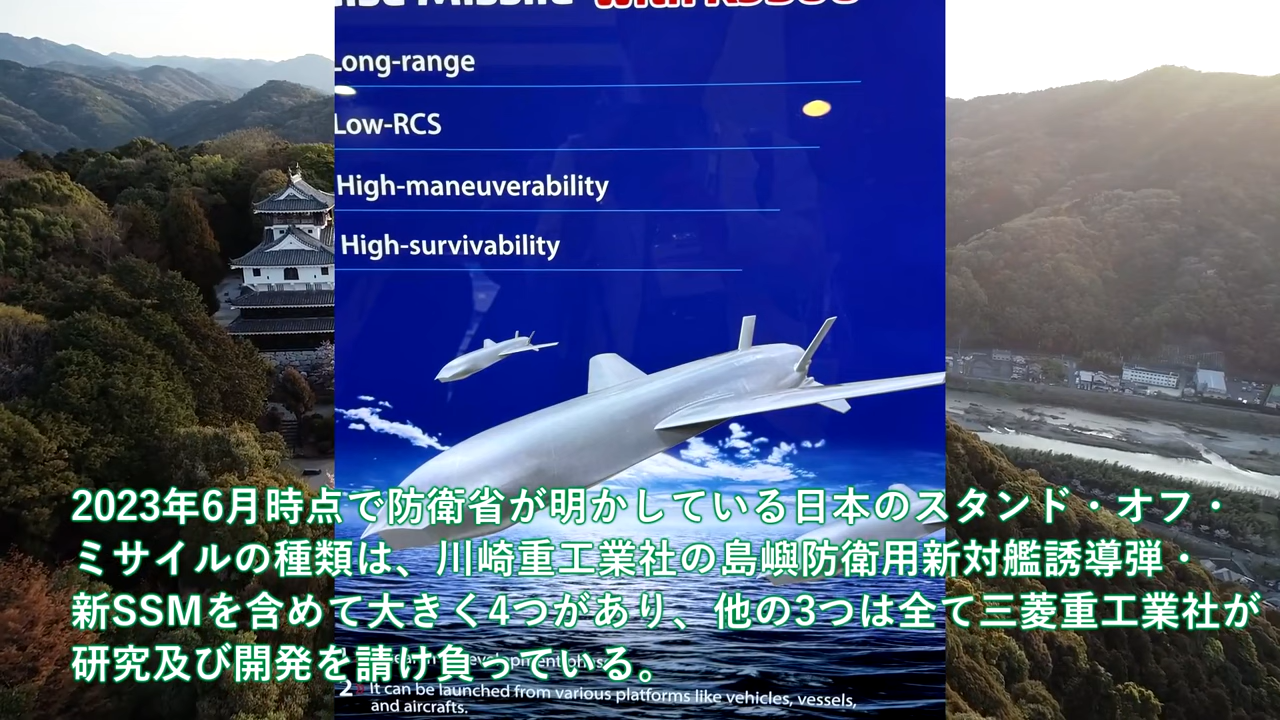 Missile
Long-range
Low-RCS
High-maneuverability
High-survivability
2023年6月時点で防衛省が明かしている日本のスタンド・オフ・
ミサイルの種類は、川崎重工業社の島嶼防衛用新対艦誘導弾・
新SSMを含めて大きく4つがあり、他の3つは全て三菱重工業社が
研究及び開発を請け負っている。
2 It can be launched from various platforms like vehicles, vessels,
and aircrafts.